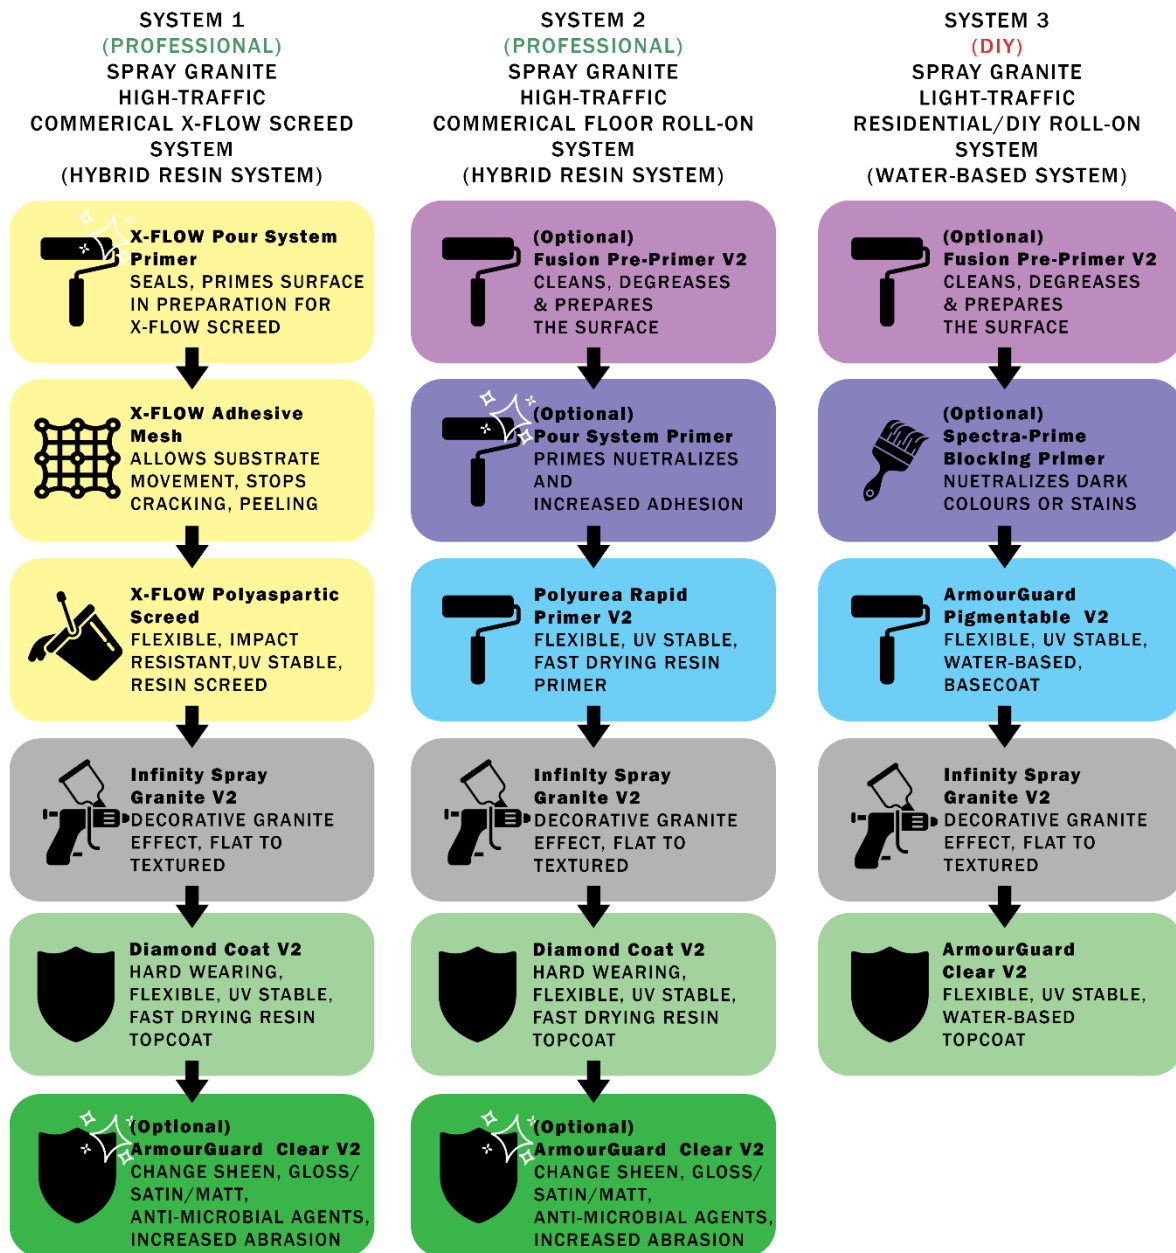 SYSTEM 1
(PROFESSIONAL)
SPRAY GRANITE
HIGH-TRAFFIC
COMMERICAL X-FLOW SCREED
SYSTEM
(HYBRID RESIN SYSTEM)
X-FLOW Pour System
Primer
SEALS, PRIMES SURFACE
IN PREPARATION FOR
X-FLOW SCREED
X-FLOW Adhesive
Mesh
ALLOWS SUBSTRATE
MOVEMENT, STOPS
CRACKING, PEELING
X-FLOW Polyaspartic
Screed
FLEXIBLE, IMPACT
RESISTANT,UV STABLE,
RESIN SCREED
Infinity Spray
Granite V2
DECORATIVE GRANITE
EFFECT, FLAT TO
TEXTURED
Diamond Coat V2
HARD WEARING,
FLEXIBLE, UV STABLE,
FAST DRYING RESIN
TOPCOAT
(Optional)
ArmourGuard Clear V2
CHANGE SHEEN, GLOSS/
SATIN/MATT,
ANTI-MICROBIAL AGENTS,
INCREASED ABRASION
SYSTEM 2
(PROFESSIONAL)
SPRAY GRANITE
HIGH-TRAFFIC
COMMERICAL FLOOR ROLL-ON
SYSTEM
(HYBRID RESIN SYSTEM)
(Optional)
Fusion Pre-Primer V2
CLEANS, DEGREASES
& PREPARES
THE SURFACE
(Optional)
Pour System Primer
PRIMES NUETRALIZES
AND
INCREASED ADHESION
Polyurea Rapid
Primer V2
FLEXIBLE, UV STABLE,
FAST DRYING RESIN
PRIMER
Infinity Spray
Granite V2
DECORATIVE GRANITE
EFFECT, FLAT TO
TEXTURED
Diamond Coat V2
HARD WEARING,
FLEXIBLE, UV STABLE,
FAST DRYING RESIN
TOPCOAT
(Optional)
ArmourGuard Clear V2
CHANGE SHEEN, GLOSS/
SATIN/MATT,
ANTI-MICROBIAL AGENTS,
INCREASED ABRASION
SYSTEM 3
(DIY)
SPRAY GRANITE
LIGHT-TRAFFIC
RESIDENTIAL/DIY ROLL-ON
SYSTEM
(WATER-BASED SYSTEM)
(Optional)
Fusion Pre-Primer V2
CLEANS, DEGREASES
& PREPARES
THE SURFACE
(Optional)
Spectra-Prime
Blocking Primer
NUETRALIZES DARK
COLOURS OR STAINS
ArmourGuard
Pigmentable V2
FLEXIBLE, UV STABLE,
WATER-BASED,
BASECOAT
Infinity Spray
Granite V2
DECORATIVE GRANITE
EFFECT, FLAT TO
TEXTURED
ArmourGuard
Clear V2
FLEXIBLE, UV STABLE,
WATER-BASED
TOPCOAT